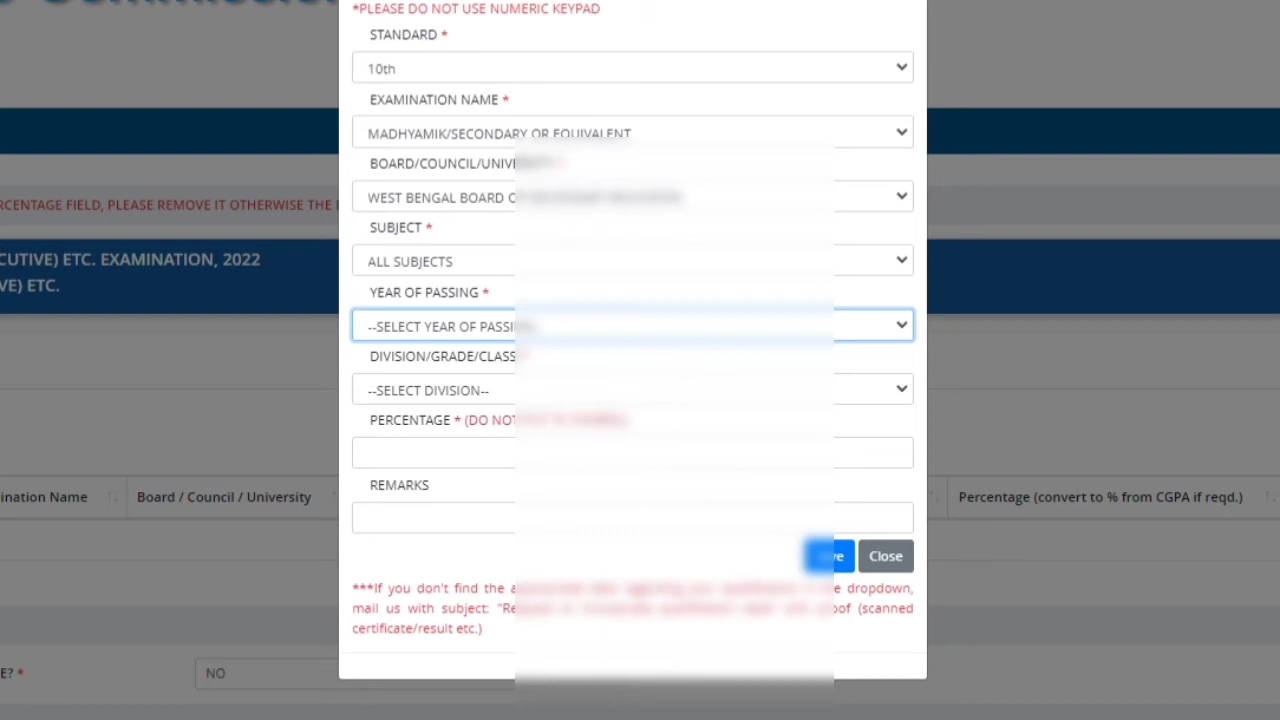 *PLEASE DO NOT USE NUMERIC KEYPAD
STANDARD *
10th
EXAMINATION NAME *
MADHYAMIK/SECONDARY OR EQUIVALENT
BOARD/COUNCIL/
RCENTAGE FIELD, PLEASE REMOVE IT OTHERWISE THE
WEST BENGAL BOARD
SUBJECT *
CUTIVE) ETC. EXAMINATION, 2022
ALL SUBJECTS
VE) ETC.
YEAR OF PASSING *
--SELECT YEAR OF
DIVISION/GRADE/CLASS
--SELECT DIVISION--
PERCENTAGE * (DO NOT
REMARKS
ination Name
Board / Council / University
Percentage (convert to % from CGPA if reqd.)
Close
***If you don't find the
dropdown,
mail us with subject:
(scanned
certificate/result etc.)
E? *
NO